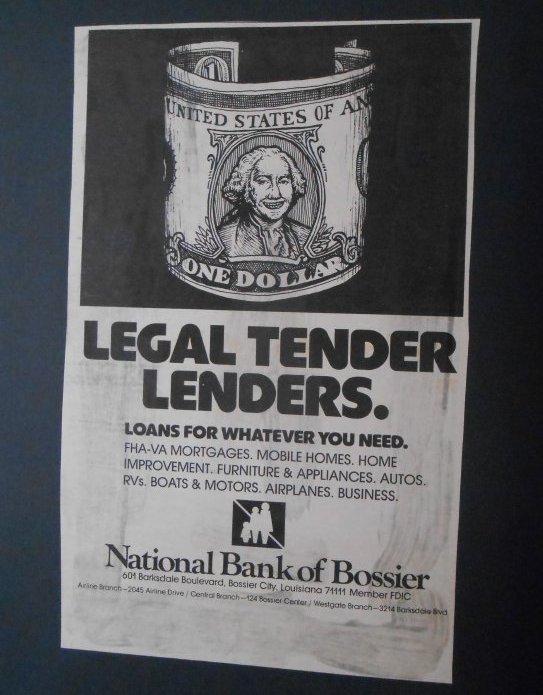 1
UNITED STATES OF AM
ONE DOLLAR
LEGAL TENDER
LENDERS.
LOANS FOR WHATEVER YOU NEED.
FHA-VA MORTGAGES. MOBILE HOMES. HOME
IMPROVEMENT. FURNITURE & APPLIANCES. AUTOS.
RVs. BOATS & MOTORS. AIRPLANES. BUSINESS.
National Bank of Bossier
601 Barksdale Boulevard, Bossier City, Louisiana 71111 Member FDIC
Airline Branch—2045 Airline Drive / Central Branch—124 Bossier Center / Westgate Branch—3214 Barksdale Blvd.